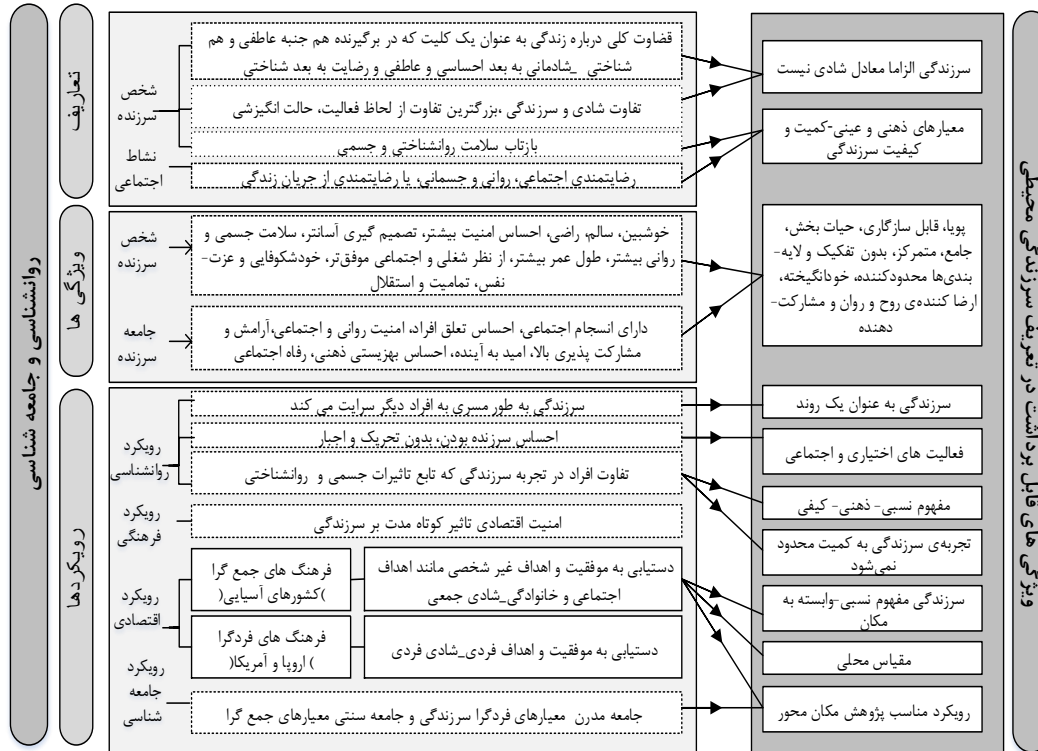 روانشناسی و جامعه شناسی
تعاریف
شخص
سرزنده
قضاوت کلی درباره زندگی به عنوان یک کلیت که در برگیرنده هم جنبه عاطفی و هم
شناختی _شادمانی به بعد احساسی و عاطفی و رضایت به بعد شناختی
تفاوت شادی و سرزندگی ،بزرگترین تفاوت از لحاظ فعالیت، حالت انگیزشی
بازتاب سلامت روانشناختی و جسمی
نشاط
اجتماعی
رضایتمندی اجتماعی، روانی و جسمانی، یا رضایتمندی از جریان زندگی
سرزندگی الزاما معادل شادی نیست
معیارهای ذهنی و عینی-کمیت و
کیفیت سرزندگی
ویژگی ها
شخص
سرزنده
خوشبین، سالم، راضی، احساس امنیت بیشتر، تصمیم گیری آسانتر، سلامت جسمی و
روانی بیشتر، طول عمر بیشتر، از نظر شغلی و اجتماعی موفق‌تر، خودشکوفایی و عزت-
نفس، تمامیت و استقلال
جامعه
سرزنده
دارای انسجام اجتماعی، احساس تعلق افراد، امنیت روانی و اجتماعی،آرامش و
مشارکت پذیری بالا، امید به آینده، احساس بهزیستی ذهنی، رفاه اجتماعی
پویا، قابل سازگاری، حیات بخش،
جامع، متمرکز، بدون تفکیک و لایه-
بندی‌ها محدودکننده، خودانگیخته،
ارضا کننده‌ی روح و روان و مشارکت-
دهنده
رویکردها
رویکرد
روانشناسی
سرزندگی به طور مسری به افراد دیگر سرایت می کند
احساس سرزنده بودن، بدون تحریک و اجبار
تفاوت افراد در تجربه سرزندگی که تابع تاثیرات جسمی و روانشناختی
رویکرد
فرهنگی
امنیت اقتصادی تاثیر کوتاه مدت بر سرزندگی
رویکرد
اقتصادی
فرهنگ های جمع گرا
)کشورهای آسیایی(
دستیابی به موفقیت و اهداف غیر شخصی مانند اهداف
اجتماعی و خانوادگی_شادی جمعی
فرهنگ های فردگرا
) اروپا و آمریکا(
دستیابی به موفقیت و اهداف فردی_شادی فردی
رویکرد
جامعه
شناسی
جامعه مدرن معیارهای فردگرا سرزندگی و جامعه سنتی معیارهای جمع گرا
سرزندگی به عنوان یک روند
فعالیت های اختیاری و اجتماعی
مفهوم نسبی- ذهنی- کیفی
تجربه‌ی سرزندگی به کمیت محدود
نمی‌شود
سرزندگی مفهوم نسبی-وابسته به
مکان
مقیاس محلی
رویکرد مناسب پژوهش مکان محور
ویژگی های قابل برداشت در تعریف سرزندگی محیطی